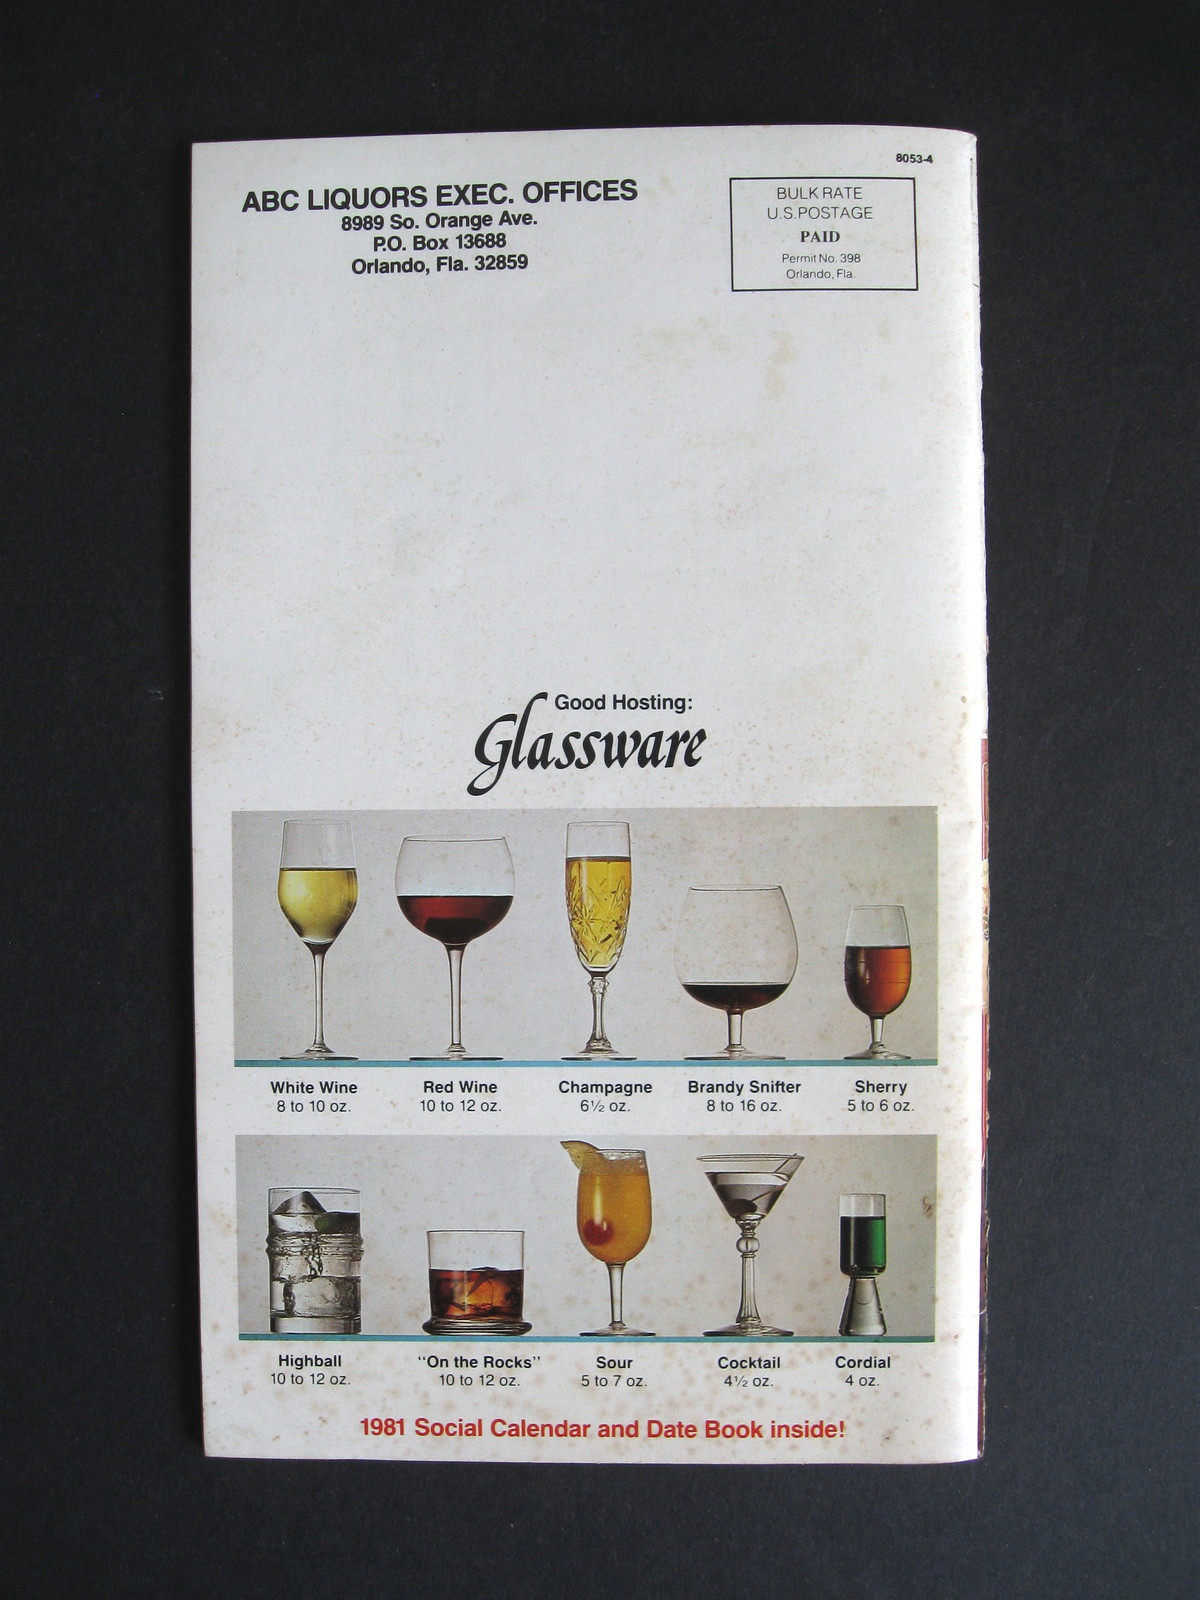 8053-4
ABC LIQUORS EXEC. OFFICES
8989 So. Orange Ave.
P.O. Box 13688
Orlando, Fla. 32859
BULK RATE
U.S.POSTAGE
PAID
Permit No. 398
Orlando, Fla.
Good Hosting:
Glassware
White Wine
8 to 10 oz.
Red Wine
10 to 12 oz.
Champagne
6½ oz.
Brandy Snifter
8 to 16 oz.
Sherry
5 to 6 oz.
Highball
10 to 12 oz.
"On the Rocks"
10 to 12 oz.
Sour
5 to 7 oz.
Cocktail
4½ oz.
Cordial
4 oz.
1981 Social Calendar and Date Book inside!